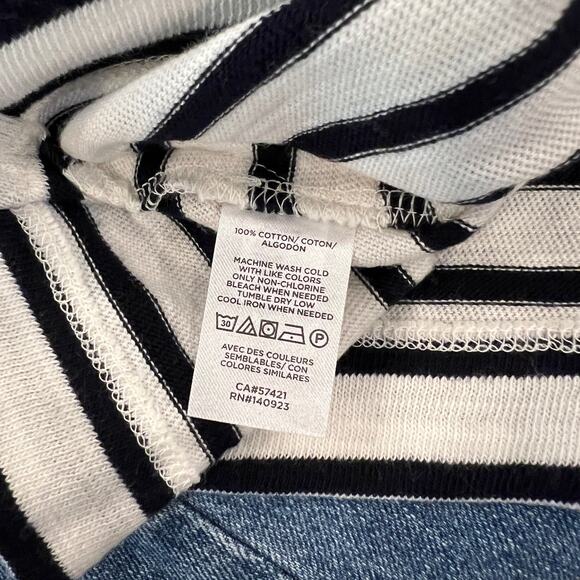 100% COTTON/ COTON/
ALGODON
MACHINE WASH COLD
WITH LIKE COLORS
ONLY NON-CHLORINE
BLEACH WHEN NEEDED
TUMBLE DRY LOW
COOL IRON WHEN NEEDED
30 P
AVEC DES COULEURS
SEMBLABLES/ CON
COLORES SIMILARES
CA#57421
RN#140923